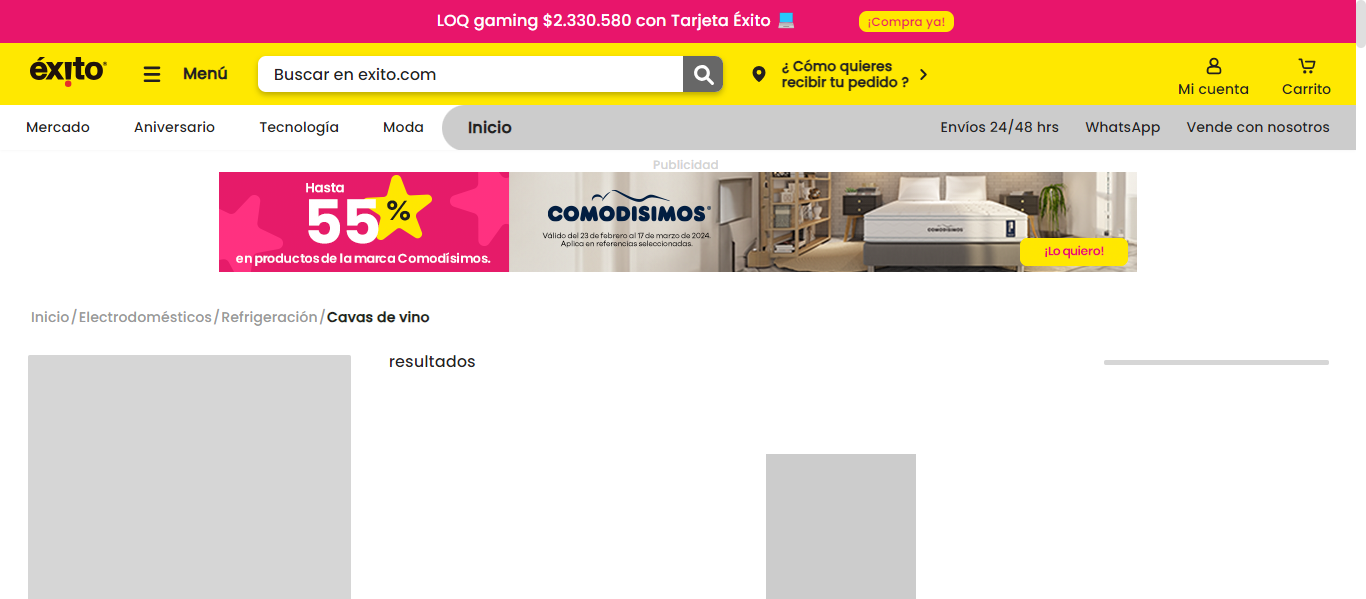 LOQ gaming $2.330.580 con Tarjeta Éxito
¡Compra ya!
éxito
Menú
Buscar en exito.com
¿ Cómo quieres
recibir tu pedido ?
Mi cuenta
Carrito
Mercado
Aniversario
Tecnología
Moda
Inicio
Envíos 24/48 hrs
WhatsApp
Vende con nosotros
Publicidad
Hasta
55%
en productos de la marca Comodísimos.
COMODISIMOS
Válido del 23 de febrero al 17 de marzo de 2024.
Aplica en referencias seleccionadas.
COMODISIMOS
¡Lo quiero!
Inicio/Electrodomésticos/Refrigeración/Cavas de vino
resultados